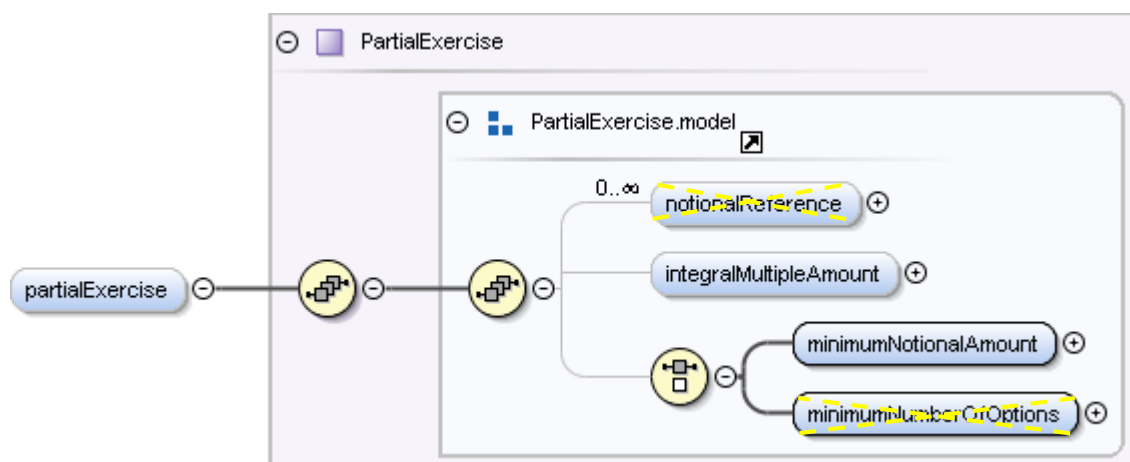 PartialExercise
PartialExercise.model
0..∞
notionalReference
integralMultipleAmount
partialExercise
minimumNotionalAmount
minimumNumberOfOptions